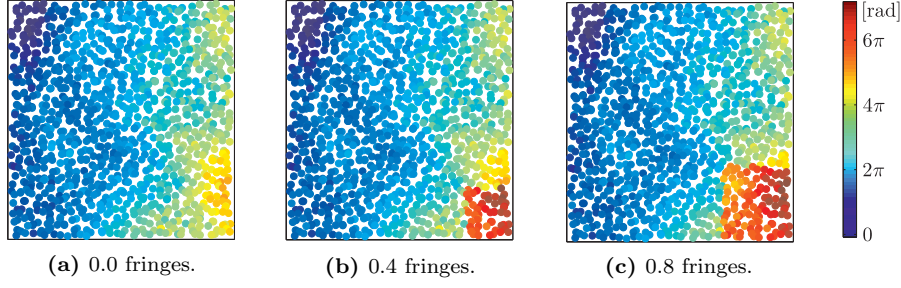 [rad]
6π
4π
2π
0
(a) 0.0 fringes.
(b) 0.4 fringes.
(c) 0.8 fringes.